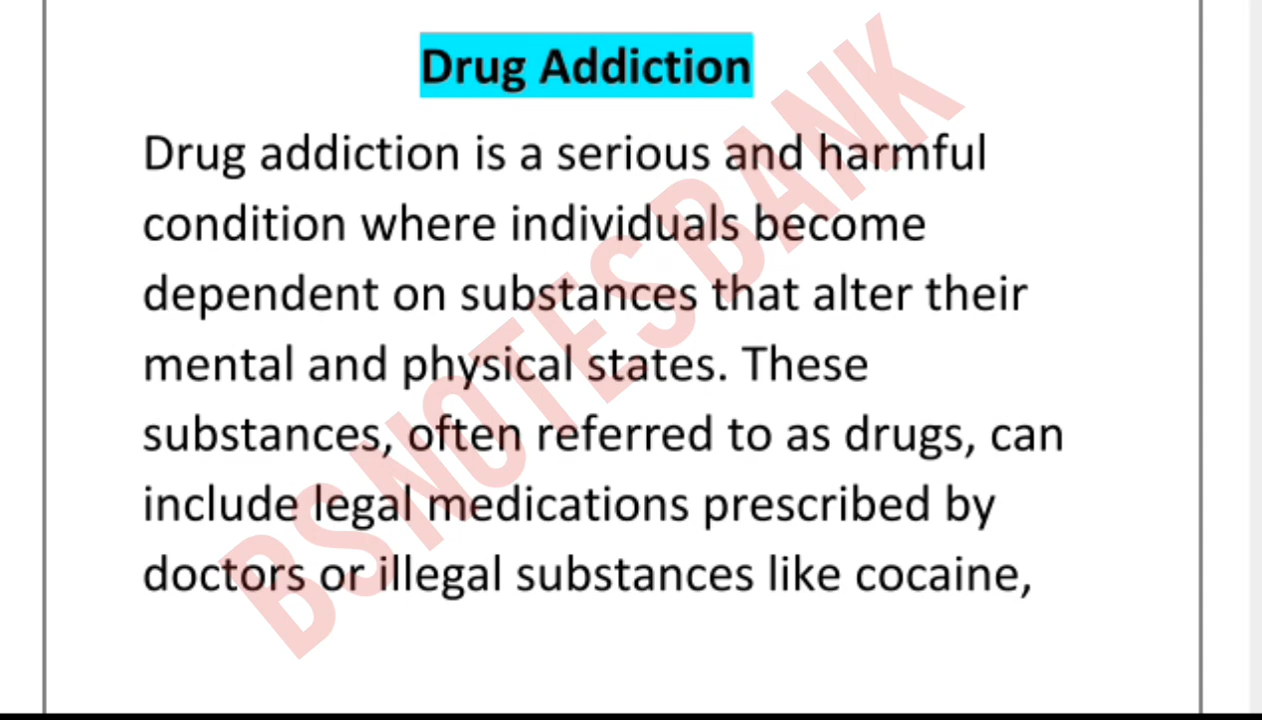 Drug Addiction
Drug addiction is a serious and harmful
condition where individuals become
dependent on substances that alter their
mental and physical states. These
substances, often referred to as drugs, can
include legal medications prescribed by
doctors or illegal substances like cocaine,
BSNOTES BANK